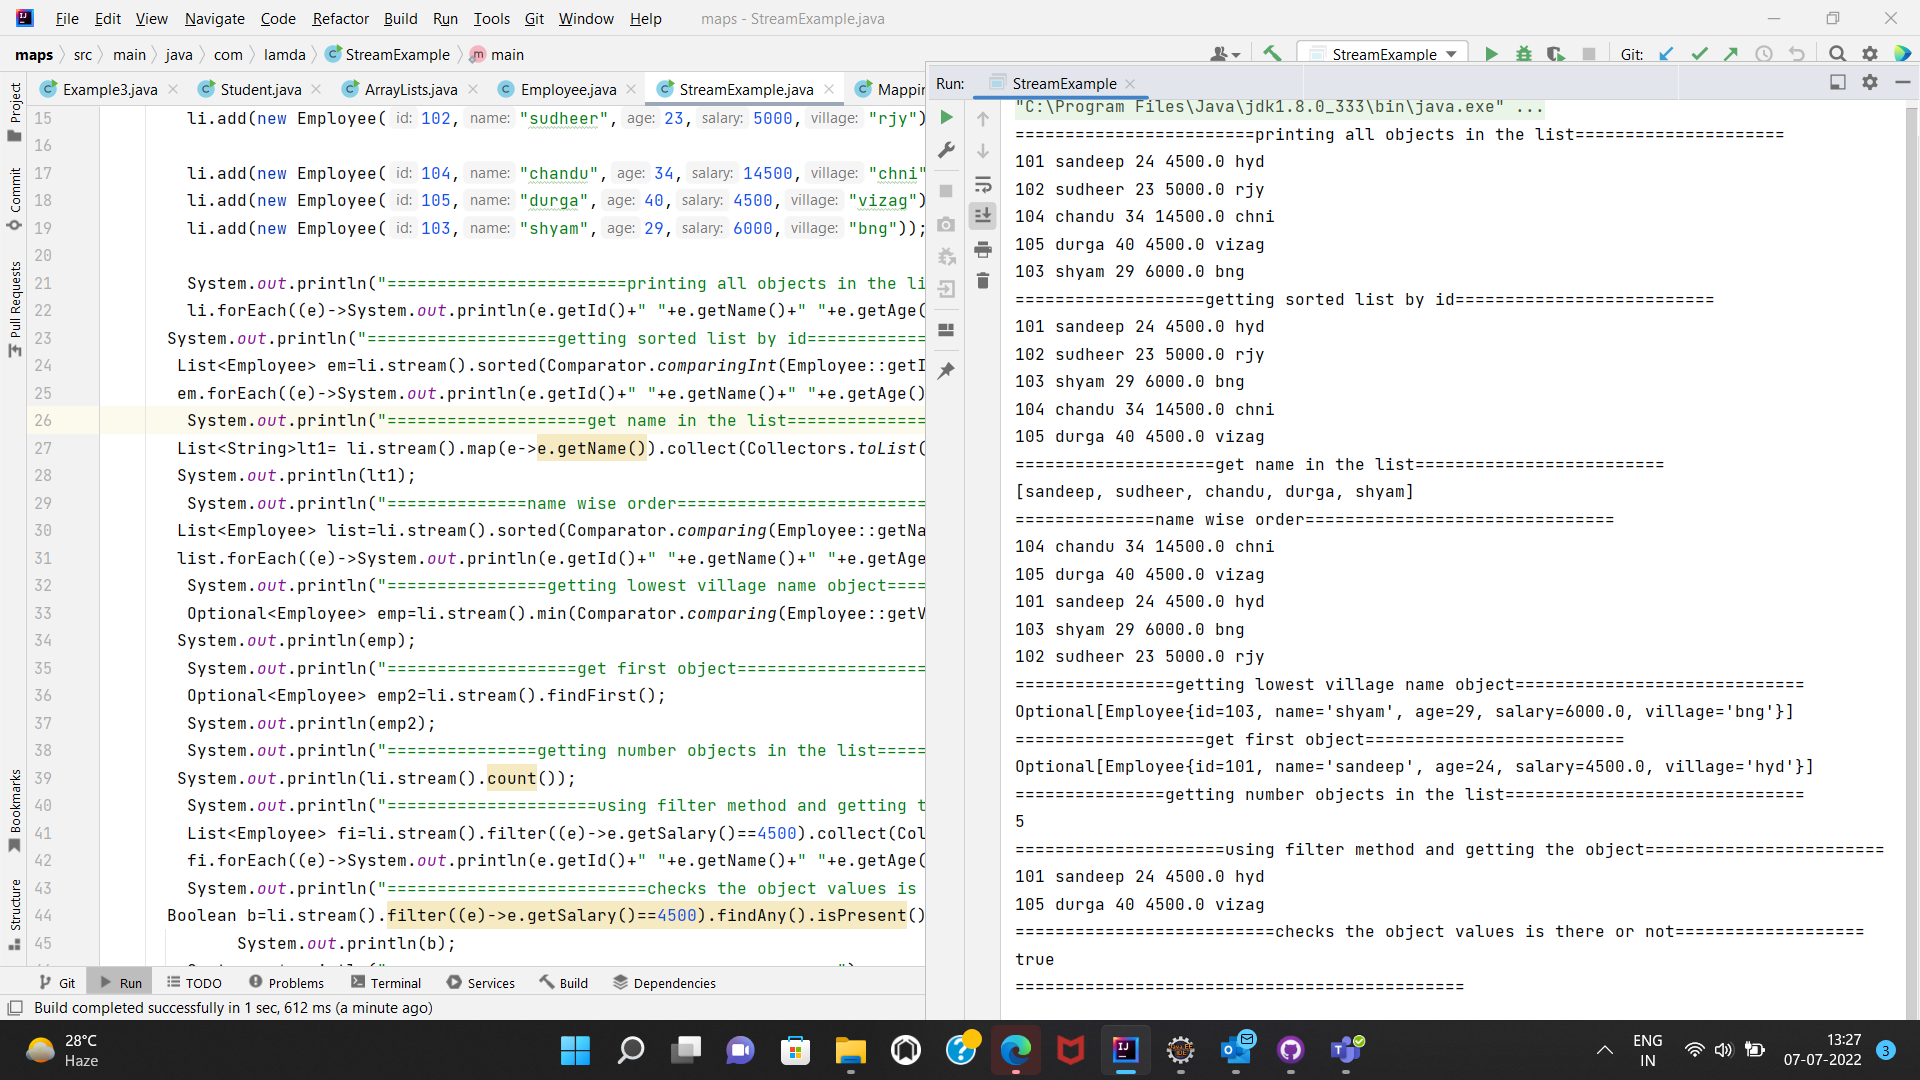 File Edit View Navigate Code Refactor Build Run Tools Git Window Help maps - StreamExample.java
maps src main java com lamda StreamExample main
StreamExample Git:
Example3.java Student.java ArrayLists.java Employee.java StreamExample.java Mappin
Project
Commit
Pull Requests
Bookmarks
Structure
15 li.add(new Employee( id: 102, name: "sudheer", age: 23, salary: 5000, village: "rjy")
16
17 li.add(new Employee( id: 104, name: "chandu", age: 34, salary: 14500, village: "chni"
18 li.add(new Employee( id: 105, name: "durga", age: 40, salary: 4500, village: "vizag")
19 li.add(new Employee( id: 103, name: "shyam", age: 29, salary: 6000, village: "bng"));
20
21 System.out.println("========================printing all objects in the li
22 li.forEach((e)->System.out.println(e.getId()+" "+e.getName()+" "+e.getAge(
23 System.out.println("===================getting sorted list by id============
24 List<Employee> em=li.stream().sorted(Comparator.comparingInt(Employee::getI
25 em.forEach((e)->System.out.println(e.getId()+" "+e.getName()+" "+e.getAge()
26 System.out.println("====================get name in the list==============
27 List<String>lt1= li.stream().map(e->e.getName()).collect(Collectors.toList(
28 System.out.println(lt1);
29 System.out.println("==============name wise order=========================
30 List<Employee> list=li.stream().sorted(Comparator.comparing(Employee::getNa
31 list.forEach((e)->System.out.println(e.getId()+" "+e.getName()+" "+e.getAge
32 System.out.println("================getting lowest village name object====
33 Optional<Employee> emp=li.stream().min(Comparator.comparing(Employee::getV
34 System.out.println(emp);
35 System.out.println("===================get first object===================
36 Optional<Employee> emp2=li.stream().findFirst();
37 System.out.println(emp2);
38 System.out.println("===============getting number objects in the list=====
39 System.out.println(li.stream().count());
40 System.out.println("=====================using filter method and getting t
41 List<Employee> fi=li.stream().filter((e)->e.getSalary()==4500).collect(Col
42 fi.forEach((e)->System.out.println(e.getId()+" "+e.getName()+" "+e.getAge(
43 System.out.println("==========================checks the object values is
44 Boolean b=li.stream().filter((e)->e.getSalary()==4500).findAny().isPresent()
45 System.out.println(b);
Run: StreamExample
"C:\Program Files\Java\jdk1.8.0_333\bin\java.exe" ...
========================printing all objects in the list=====================
101 sandeep 24 4500.0 hyd
102 sudheer 23 5000.0 rjy
104 chandu 34 14500.0 chni
105 durga 40 4500.0 vizag
103 shyam 29 6000.0 bng
===================getting sorted list by id==========================
101 sandeep 24 4500.0 hyd
102 sudheer 23 5000.0 rjy
103 shyam 29 6000.0 bng
104 chandu 34 14500.0 chni
105 durga 40 4500.0 vizag
====================get name in the list=========================
[sandeep, sudheer, chandu, durga, shyam]
==============name wise order===============================
104 chandu 34 14500.0 chni
105 durga 40 4500.0 vizag
101 sandeep 24 4500.0 hyd
103 shyam 29 6000.0 bng
102 sudheer 23 5000.0 rjy
================getting lowest village name object=============================
Optional[Employee{id=103, name='shyam', age=29, salary=6000.0, village='bng'}]
===================get first object==========================
Optional[Employee{id=101, name='sandeep', age=24, salary=4500.0, village='hyd'}]
===============getting number objects in the list==============================
5
=====================using filter method and getting the object========================
101 sandeep 24 4500.0 hyd
105 durga 40 4500.0 vizag
==========================checks the object values is there or not===================
true
=============================================
Git Run TODO Problems Terminal Services Build Dependencies
Build completed successfully in 1 sec, 612 ms (a minute ago)
28°C
Haze
ENG
IN
13:27
07-07-2022
3